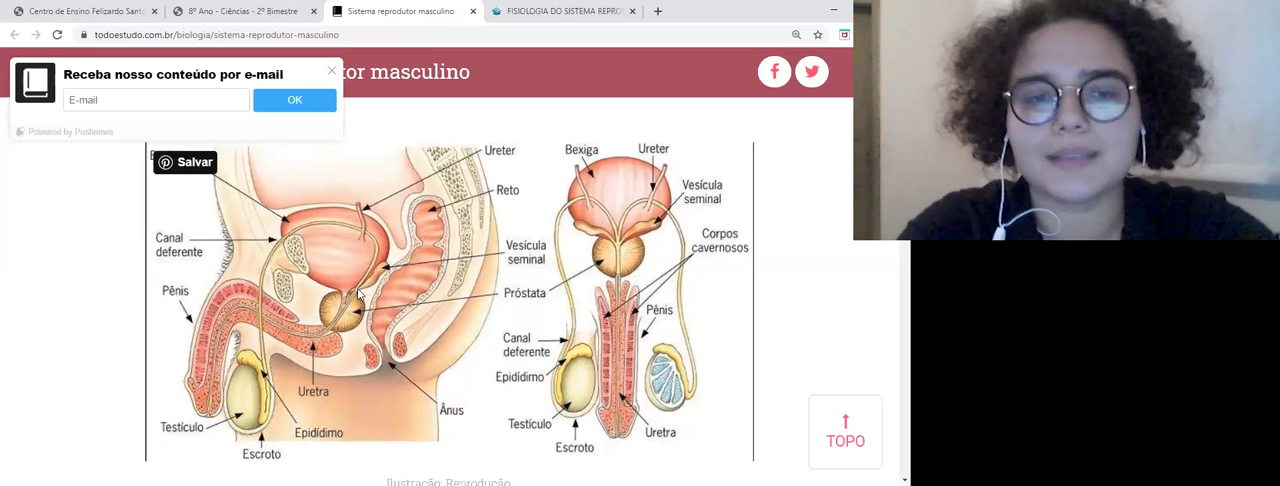 Centro de Ensino Felizardo Sant
8º Ano - Ciências - 2º Bimestre
Sistema reprodutor masculino
FISIOLOGIA DO SISTEMA REPRO
todoestudo.com.br/biologia/sistema-reprodutor-masculino
Receba nosso conteúdo por e-mail
tor masculino
E-mail
OK
Powered by Pushnews
Salvar
Ureter
Reto
Canal
deferente
Vesícula
seminal
Pênis
Próstata
Uretra
Ânus
Testículo
Epidídimo
Escroto
Bexiga
Ureter
Vesícula
seminal
Corpos
cavernosos
Pênis
Canal
deferente
Epidídimo
Testículo
Uretra
Escroto
TOPO
Ilustração: Reprodução